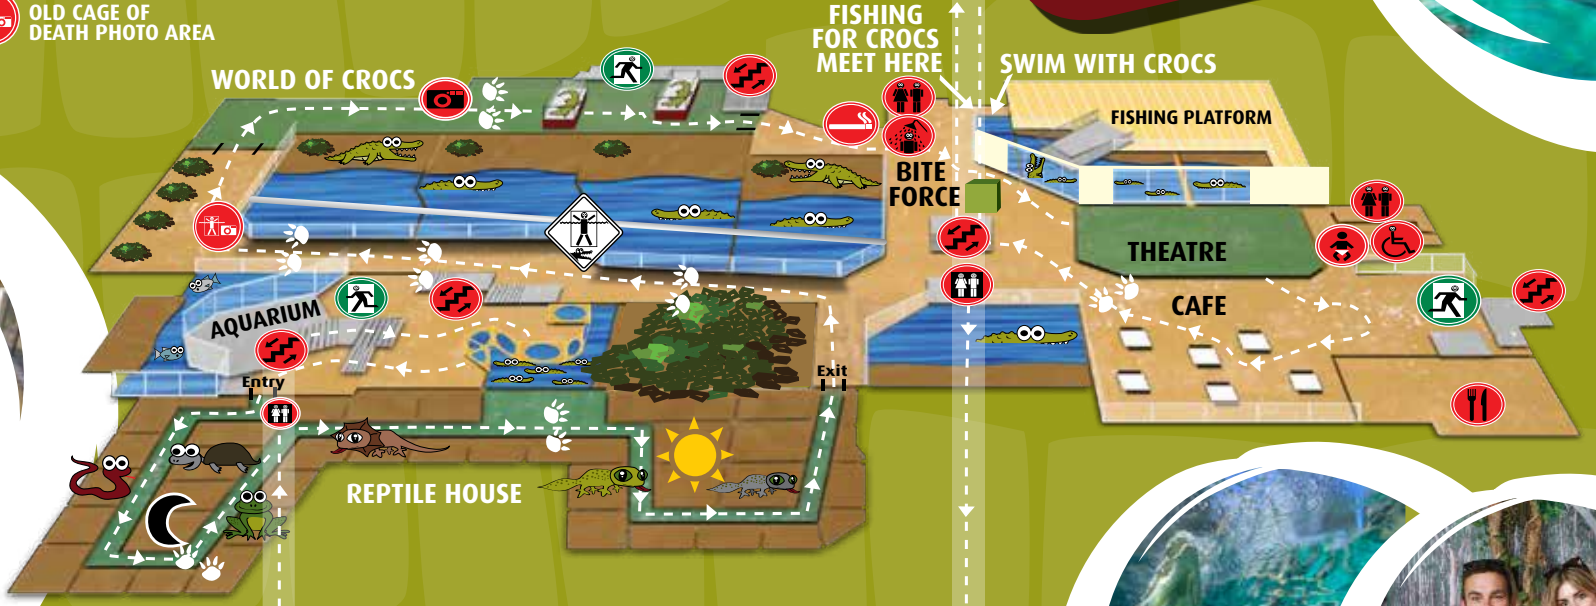 OLD CAGE OF
DEATH PHOTO AREA
WORLD OF CROCS
FISHING
FOR CROCS
MEET HERE
SWIM WITH CROCS
FISHING PLATFORM
BITE
FORCE
THEATRE
CAFE
AQUARIUM
Entry
Exit
REPTILE HOUSE